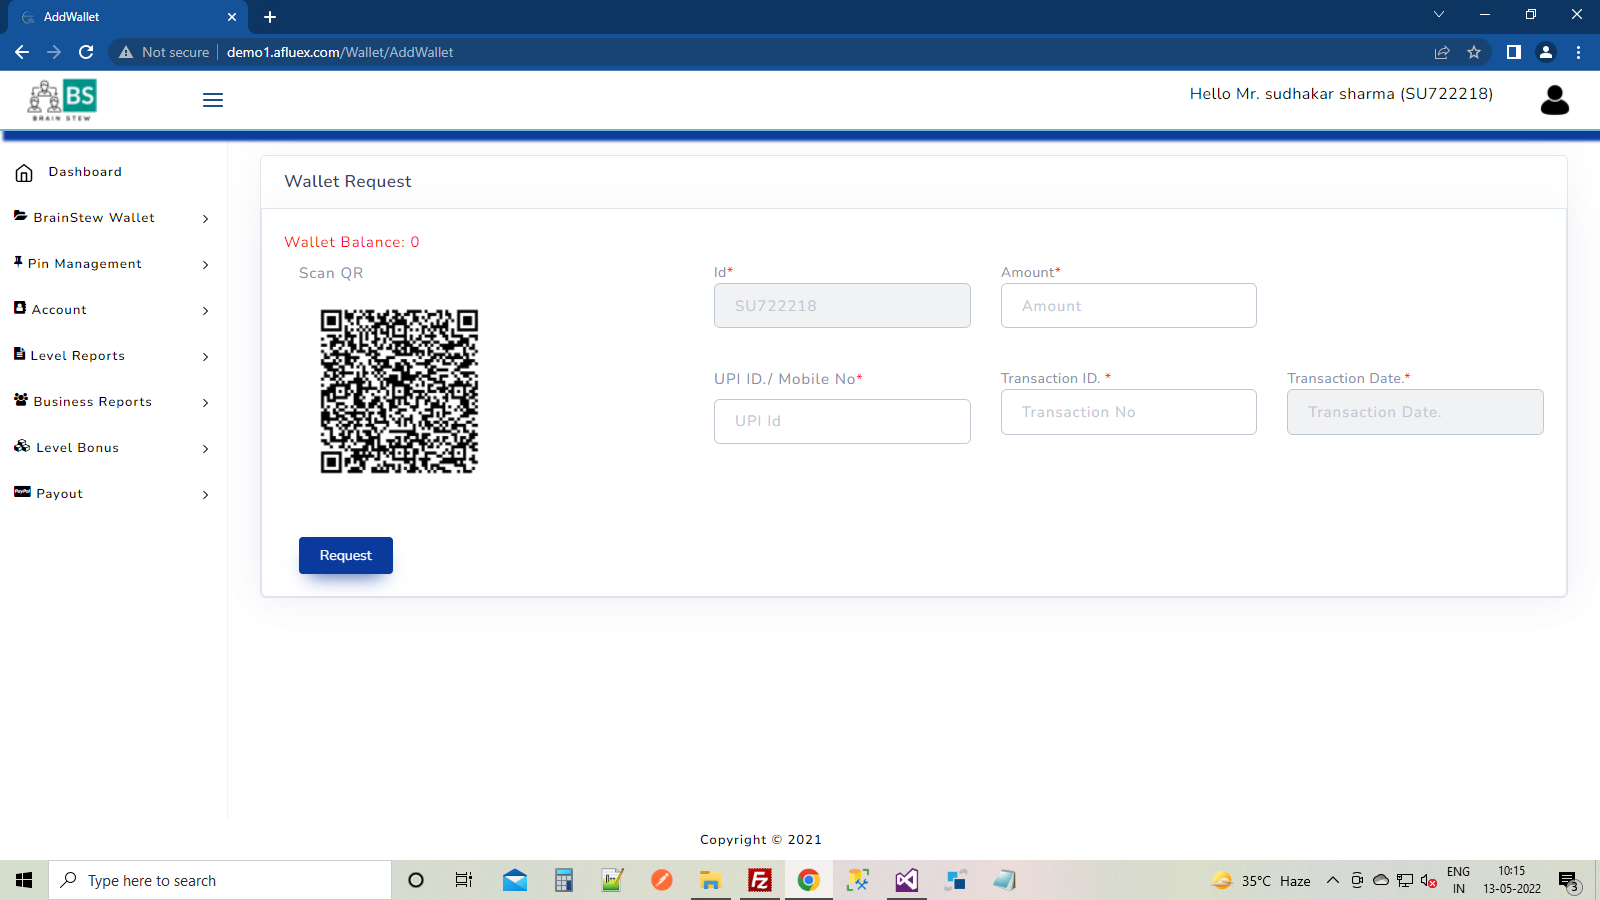 AddWallet
Not secure
demo1.afluex.com/Wallet/AddWallet
BS
BRAIN STEW
Hello Mr. sudhakar sharma (SU722218)
Dashboard
BrainStew Wallet
Pin Management
Account
Level Reports
Business Reports
Level Bonus
PayPal Payout
Wallet Request
Wallet Balance: 0
Scan QR
Id*
SU722218
Amount*
Amount
UPI ID./ Mobile No*
UPI Id
Transaction ID. *
Transaction No
Transaction Date.*
Transaction Date.
Request
Copyright © 2021
Type here to search
Fz
35°C Haze
ENG
IN
10:15
13-05-2022
3